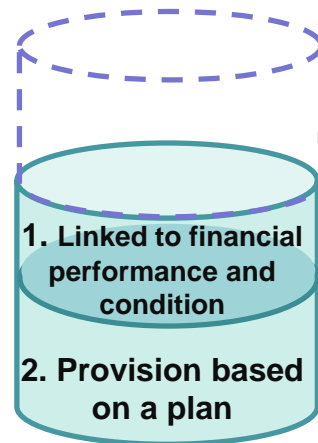 1. Linked to financial
performance and
condition
2. Provision based
on a plan